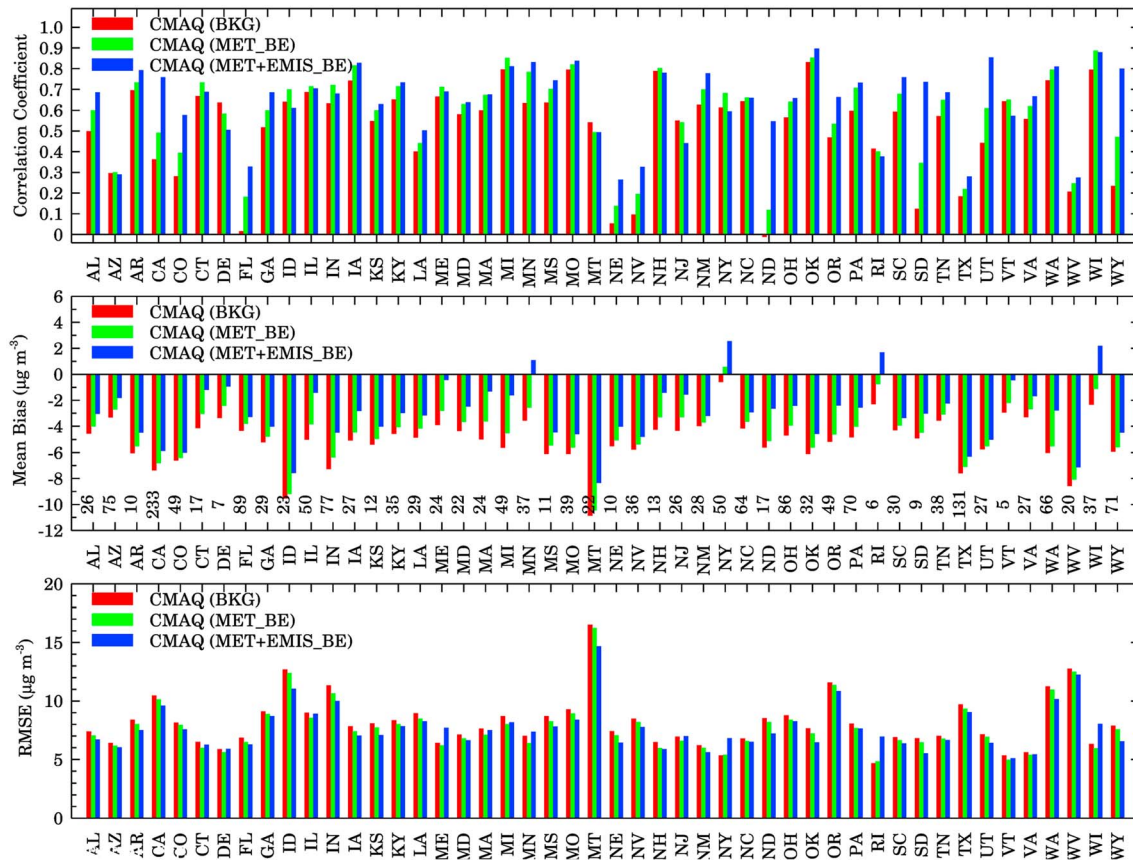 Correlation Coefficient
1.0
0.9
0.8
0.7
0.6
0.5
0.4
0.3
0.2
0.1
0
CMAQ (BKG)
CMAQ (MET_BE)
CMAQ (MET+EMIS_BE)
AL AZ AR CA CO CT DE FL GA ID IL IN IA KS KY LA ME MD MA MI MN MS MO MT NE NV NH NJ NM NY NC ND OH OK OR PA RI SC SD TN TX UT VT VA WA WV WI WY
Mean Bias (µg m-3)
6
4
2
0
-2
-4
-6
-8
-10
-12
CMAQ (BKG)
CMAQ (MET_BE)
CMAQ (MET+EMIS_BE)
26 75 10 233 49 17 7 89 29 23 50 77 27 12 35 29 24 22 24 49 37 11 39 22 10 36 13 26 28 50 64 17 86 32 49 70 6 30 9 38 131 27 5 27 66 20 37 71
AL AZ AR CA CO CT DE FL GA ID IL IN IA KS KY LA ME MD MA MI MN MS MO MT NE NV NH NJ NM NY NC ND OH OK OR PA RI SC SD TN TX UT VT VA WA WV WI WY
RMSE (µg m-3)
20
15
10
5
0
CMAQ (BKG)
CMAQ (MET_BE)
CMAQ (MET+EMIS_BE)
AL AZ AR CA CO CT DE FL GA ID IL IN IA KS KY LA ME MD MA MI MN MS MO MT NE NV NH NJ NM NY NC ND OH OK OR PA RI SC SD TN TX UT VT VA WA WV WI WY